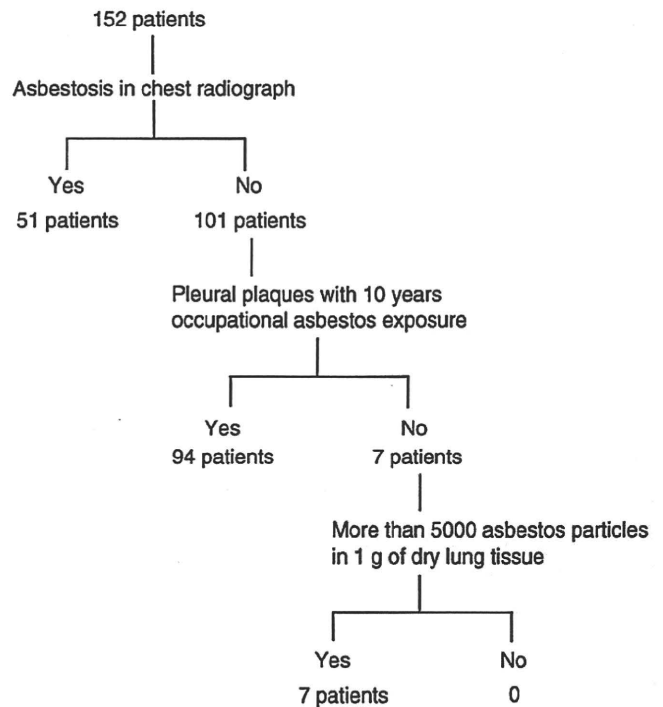 152 patients
Asbestosis in chest radiograph
Yes
No
51 patients
101 patients
Pleural plaques with 10 years
occupational asbestos exposure
Yes
No
94 patients
7 patients
More than 5000 asbestos particles
in 1 g of dry lung tissue
Yes
No
7 patients
0